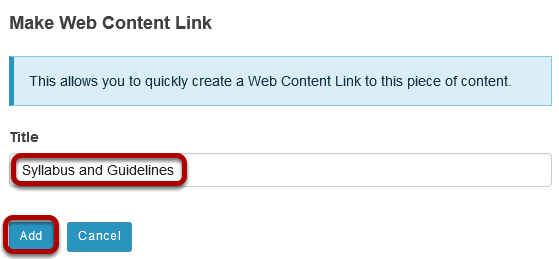 Make Web Content Link
This allows you to quickly create a Web Content Link to this piece of content.
Title
Syllabus and Guidelines
Add Cancel